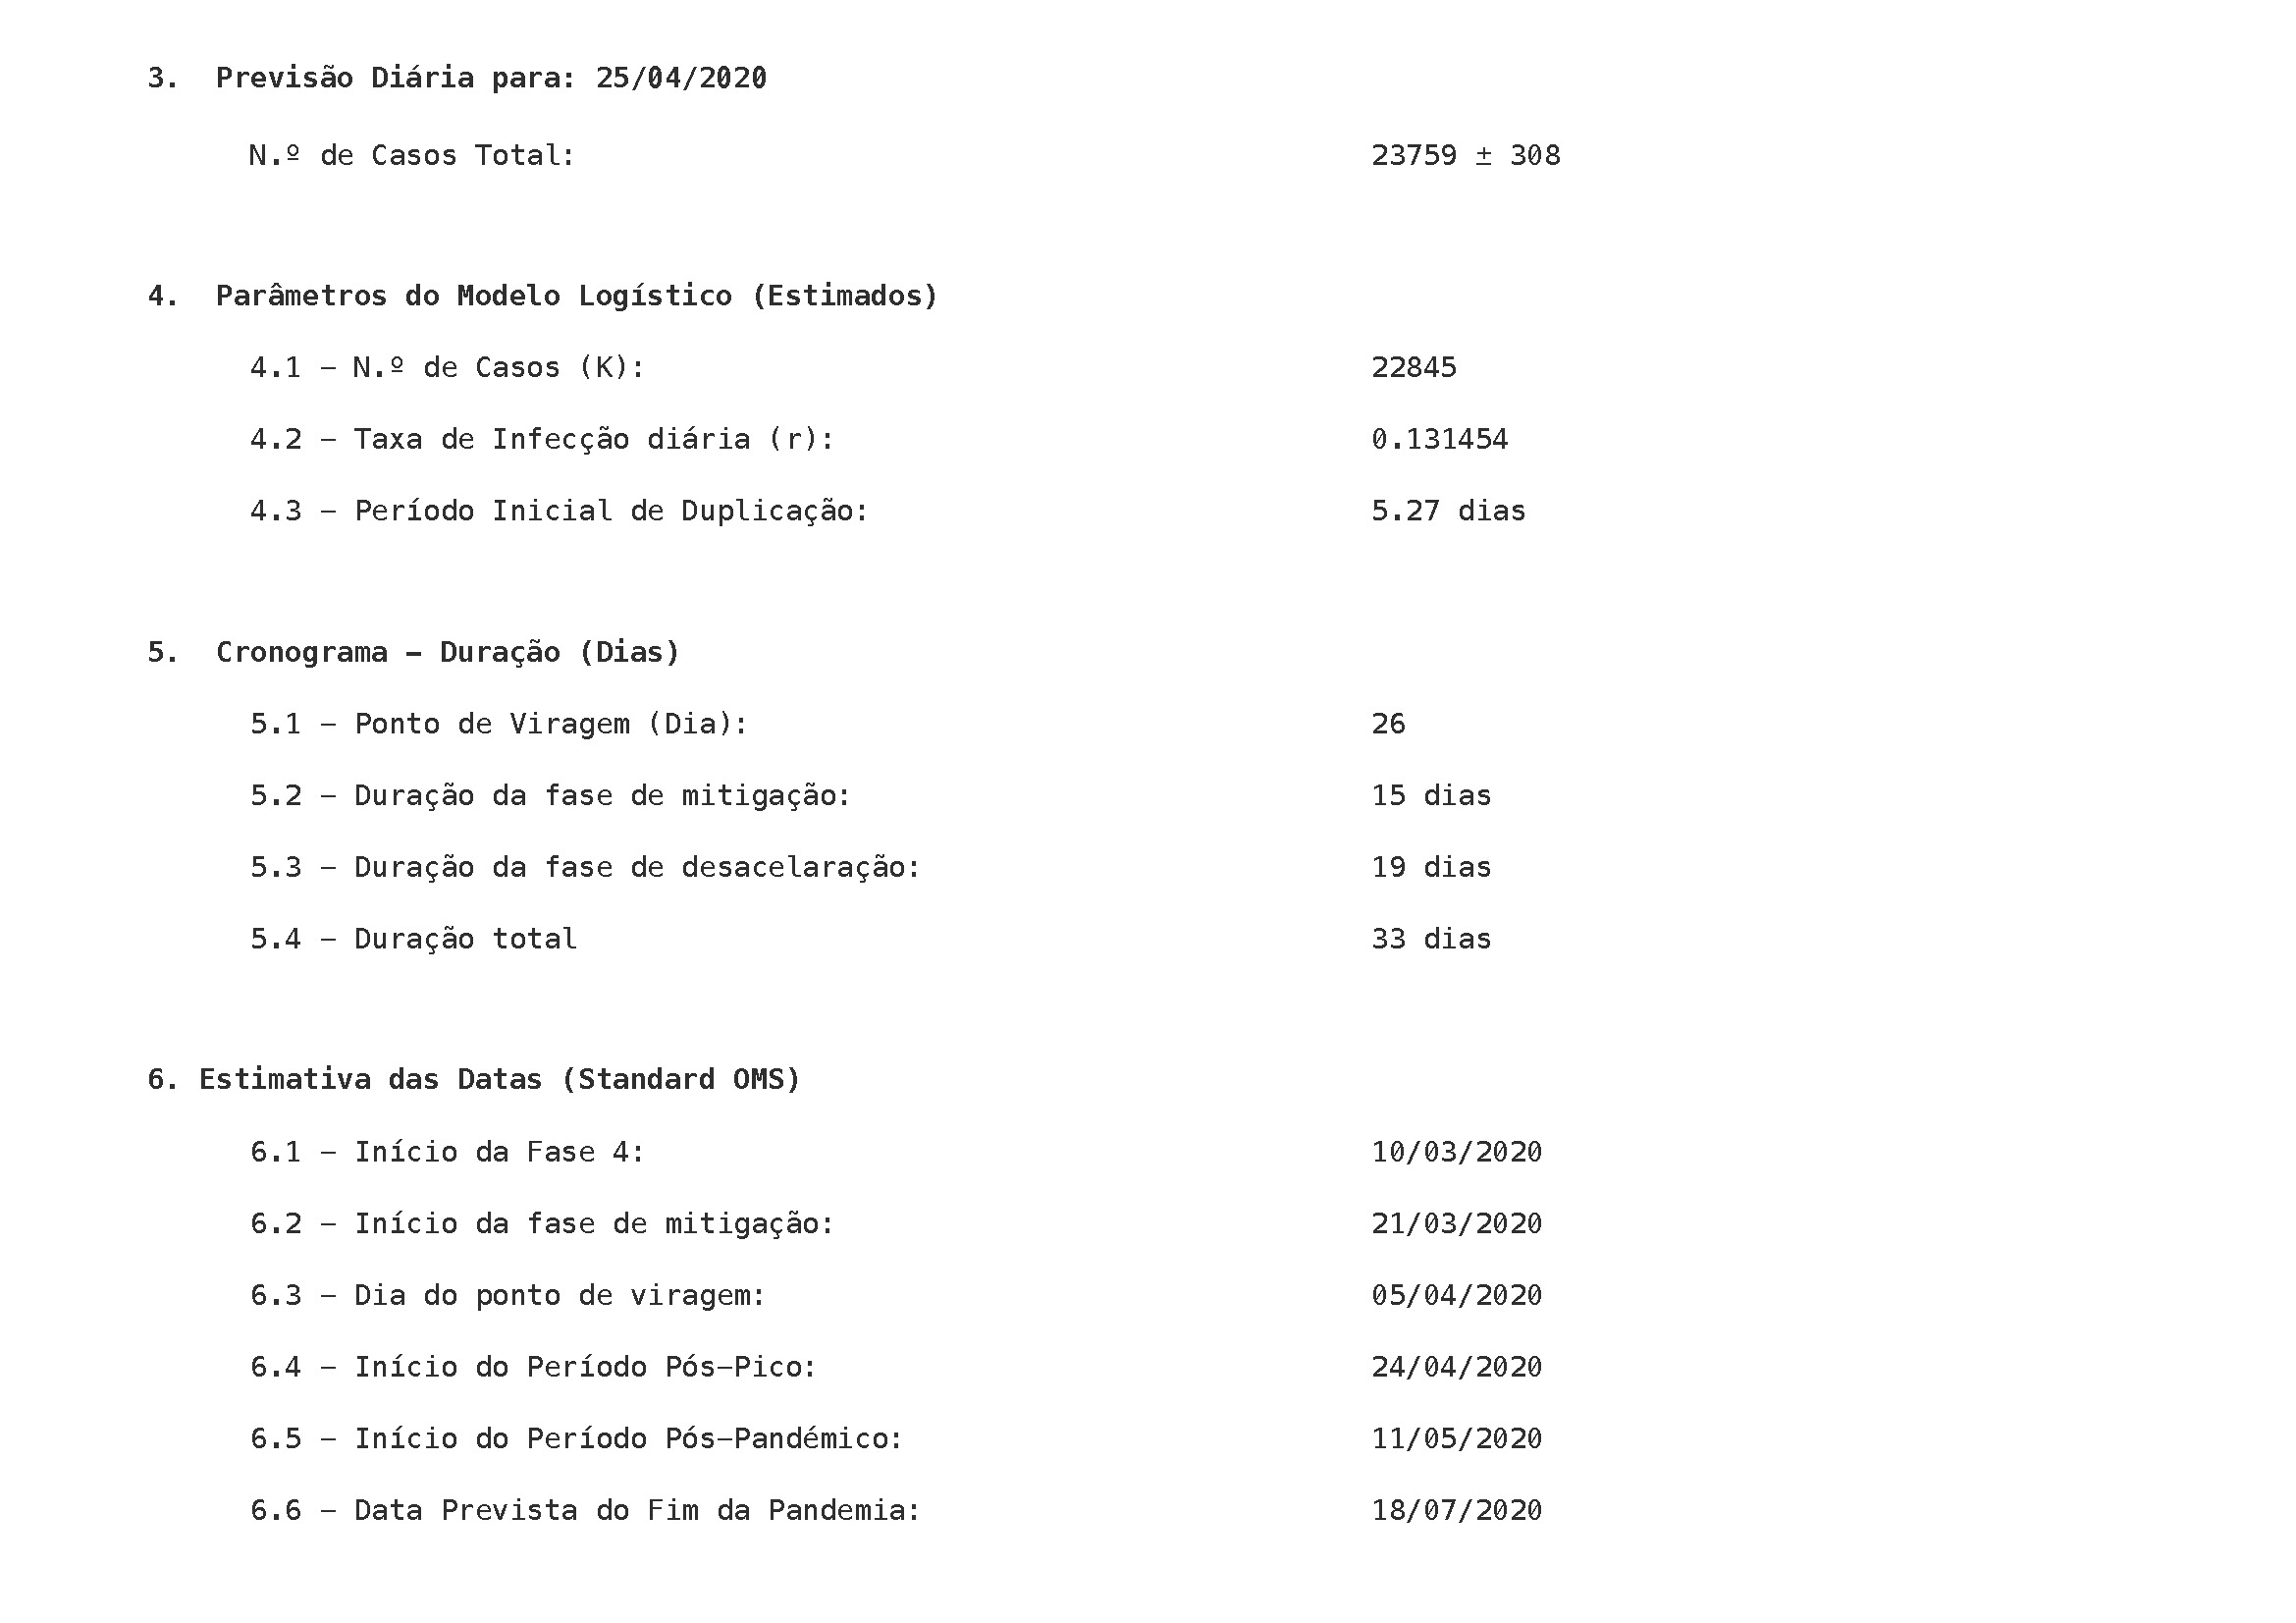 3.  Previsão Diária para: 25/04/2020
N.º de Casos Total: 23759 ± 308
4.  Parâmetros do Modelo Logístico (Estimados)
4.1 – N.º de Casos (K): 22845
4.2 – Taxa de Infecção diária (r): 0.131454
4.3 – Período Inicial de Duplicação: 5.27 dias
5.  Cronograma – Duração (Dias)
5.1 – Ponto de Viragem (Dia): 26
5.2 – Duração da fase de mitigação: 15 dias
5.3 – Duração da fase de desacelaração: 19 dias
5.4 – Duração total 33 dias
6. Estimativa das Datas (Standard OMS)
6.1 – Início da Fase 4: 10/03/2020
6.2 – Início da fase de mitigação: 21/03/2020
6.3 – Dia do ponto de viragem: 05/04/2020
6.4 – Início do Período Pós–Pico: 24/04/2020
6.5 – Início do Período Pós–Pandémico: 11/05/2020
6.6 – Data Prevista do Fim da Pandemia: 18/07/2020